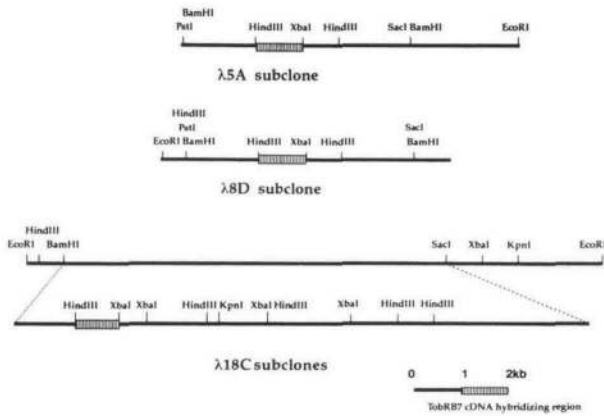 BamHI
PstI HindIII XbaI HindIII SacI BamHI EcoRI
λ5A subclone
HindIII
PstI SacI
EcoRI BamHI HindIII XbaI HindIII BamHI
λ8D subclone
HindIII
EcoRI BamHI SacI XbaI KpnI EcoRI
HindIII XbaI XbaI HindIII KpnI XbaI HindIII XbaI HindIII HindIII
λ18C subclones
0 1 2kb
TobRB7 cDNA hybridizing region